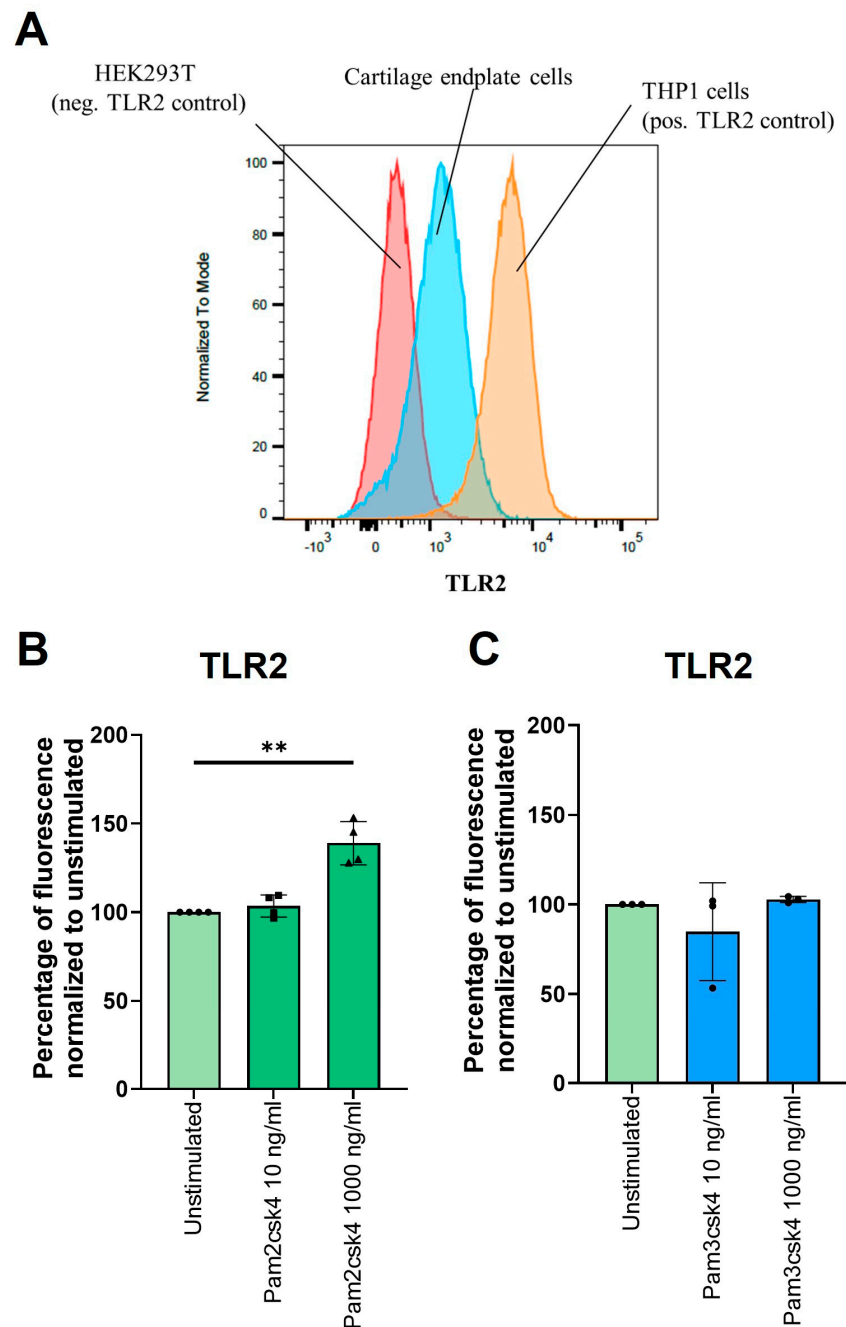 A
HEK293T
(neg. TLR2 control)
Cartilage endplate cells
THP1 cells
(pos. TLR2 control)
Normalized To Mode
100
80
60
40
20
0
-10³
0
10³
10⁴
10⁵
TLR2
B
TLR2
Percentage of fluorescence
normalized to unstimulated
200
150
100
50
0
**
Unstimulated
Pam2csk4 10 ng/ml
Pam2csk4 1000 ng/ml
C
TLR2
Percentage of fluorescence
normalized to unstimulated
200
150
100
50
0
Unstimulated
Pam3csk4 10 ng/ml
Pam3csk4 1000 ng/ml